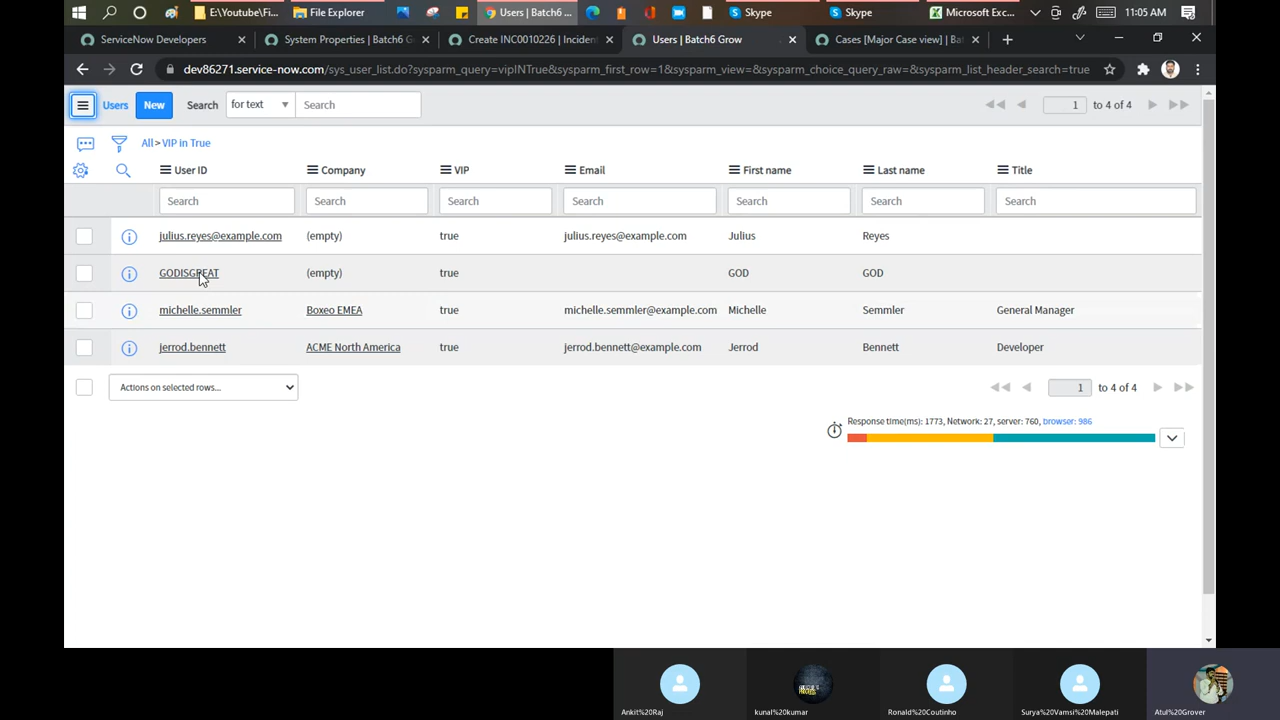 E:\Youtube\Fi...
File Explorer
Users | Batch6 ...
Skype
Skype
Microsoft Exc...
11:05 AM
ServiceNow Developers
System Properties | Batch6 G
Create INC0010226 | Incident
Users | Batch6 Grow
Cases [Major Case view] | Bat
dev86271.service-now.com/sys_user_list.do?sysparm_query=vipINTrue&sysparm_first_row=1&sysparm_view=&sysparm_choice_query_raw=&sysparm_list_header_search=true
Users
New
Search
for text
Search
1
to 4 of 4
All > VIP in True
User ID
Company
VIP
Email
First name
Last name
Title
Search
Search
Search
Search
Search
Search
Search
julius.reyes@example.com (empty) true julius.reyes@example.com Julius Reyes
GODISGREAT (empty) true GOD GOD
michelle.semmler Boxeo EMEA true michelle.semmler@example.com Michelle Semmler General Manager
jerrod.bennett ACME North America true jerrod.bennett@example.com Jerrod Bennett Developer
Actions on selected rows...
1
to 4 of 4
Response time(ms): 1773, Network: 27, server: 760, browser: 986
Ankit%20Raj
kunal%20kumar
Ronald%20Coutinho
Surya%20Vamsi%20Malepati
Atul%20Grover